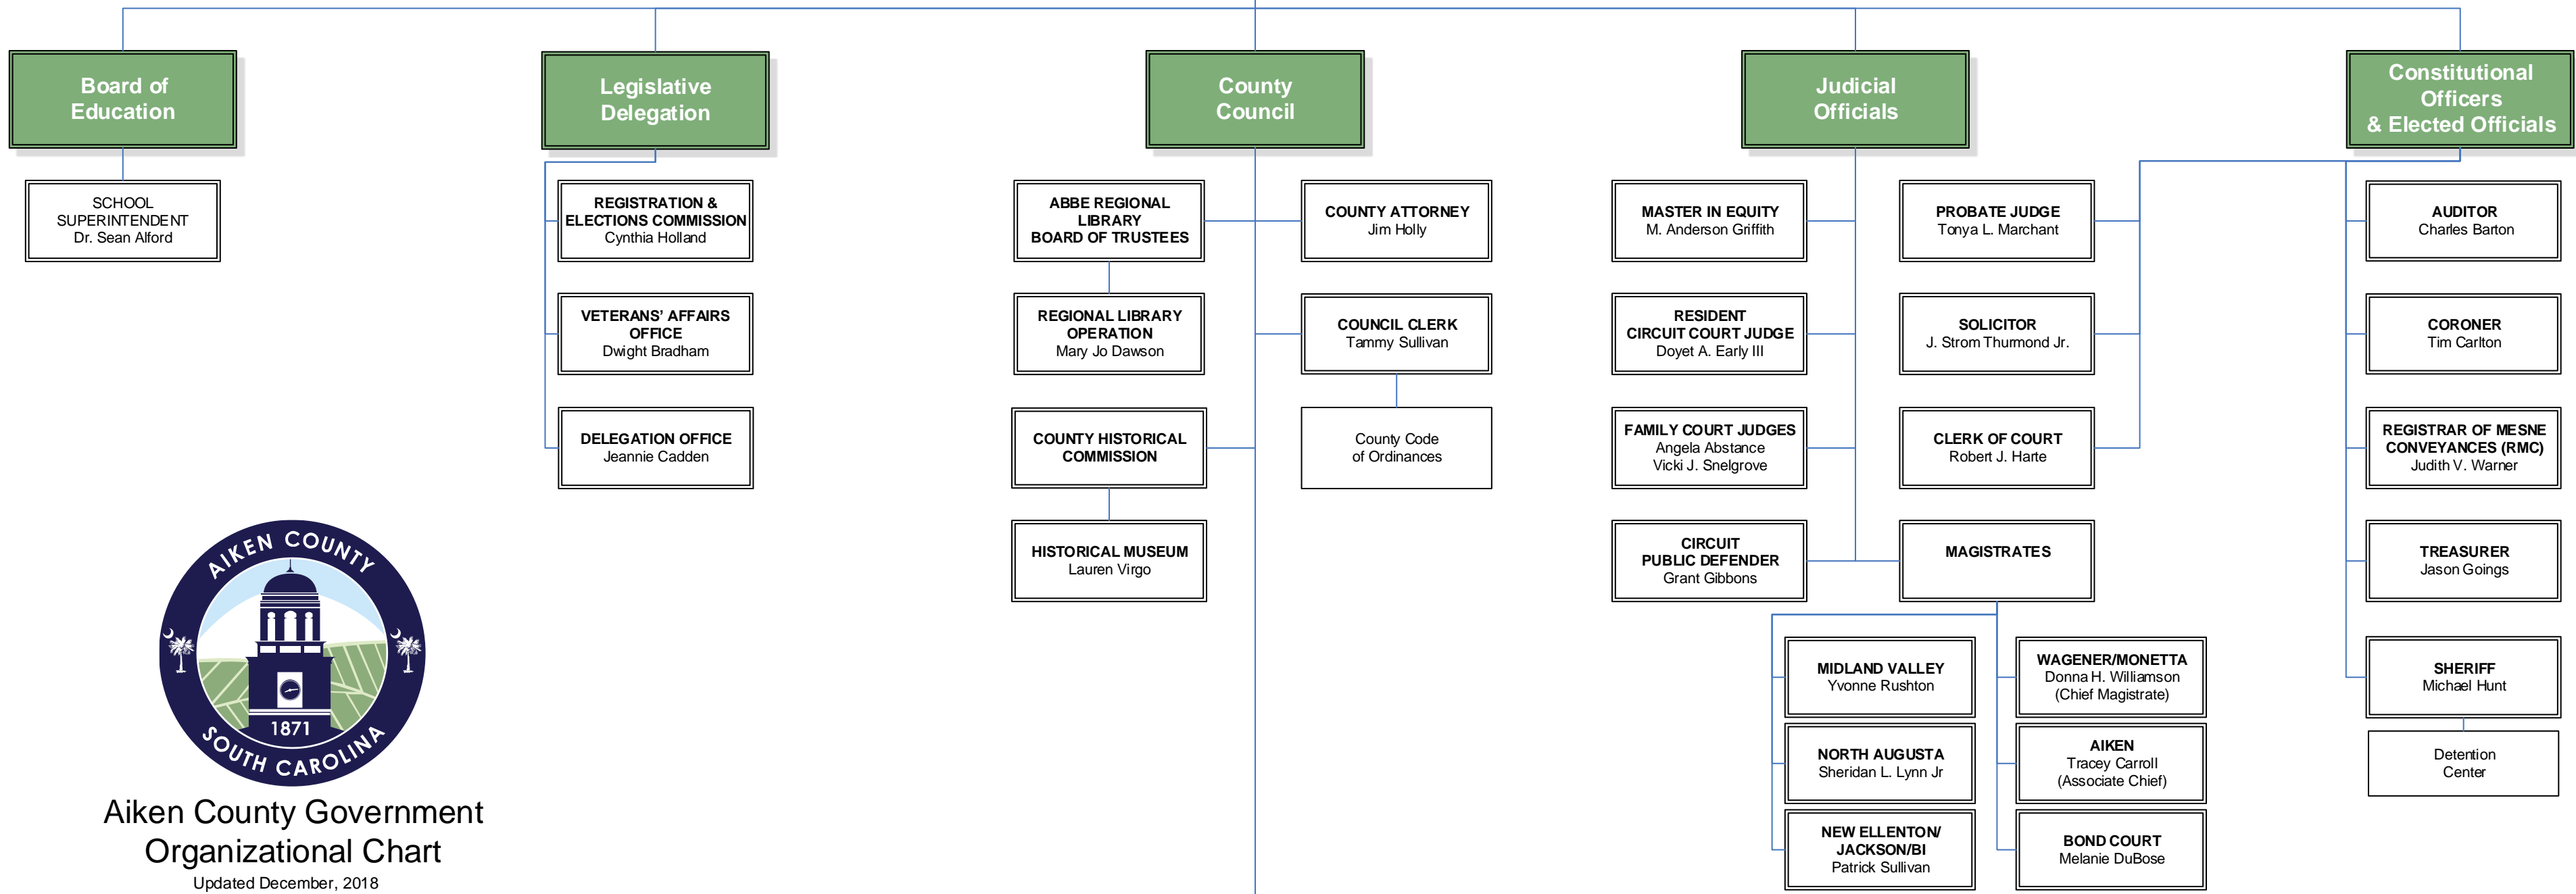 Board of
Education
Legislative
Delegation
County
Council
Judicial
Officials
Constitutional
Officers
& Elected Officials
SCHOOL
SUPERINTENDENT
Dr. Sean Alford
REGISTRATION &
ELECTIONS COMMISSION
Cynthia Holland
VETERANS’ AFFAIRS
OFFICE
Dwight Bradham
DELEGATION OFFICE
Jeannie Cadden
ABBE REGIONAL
LIBRARY
BOARD OF TRUSTEES
REGIONAL LIBRARY
OPERATION
Mary Jo Dawson
COUNTY HISTORICAL
COMMISSION
HISTORICAL MUSEUM
Lauren Virgo
COUNTY ATTORNEY
Jim Holly
COUNCIL CLERK
Tammy Sullivan
County Code
of Ordinances
MASTER IN EQUITY
M. Anderson Griffith
RESIDENT
CIRCUIT COURT JUDGE
Doyet A. Early III
FAMILY COURT JUDGES
Angela Abstance
Vicki J. Snelgrove
CIRCUIT
PUBLIC DEFENDER
Grant Gibbons
PROBATE JUDGE
Tonya L. Marchant
SOLICITOR
J. Strom Thurmond Jr.
CLERK OF COURT
Robert J. Harte
MAGISTRATES
MIDLAND VALLEY
Yvonne Rushton
NORTH AUGUSTA
Sheridan L. Lynn Jr
NEW ELLENTON/
JACKSON/BI
Patrick Sullivan
WAGENER/MONETTA
Donna H. Williamson
(Chief Magistrate)
AIKEN
Tracey Carroll
(Associate Chief)
BOND COURT
Melanie DuBose
AUDITOR
Charles Barton
CORONER
Tim Carlton
REGISTRAR OF MESNE
CONVEYANCES (RMC)
Judith V. Warner
TREASURER
Jason Goings
SHERIFF
Michael Hunt
Detention
Center
AIKEN COUNTY
1871
SOUTH CAROLINA
Aiken County Government
Organizational Chart
Updated December, 2018